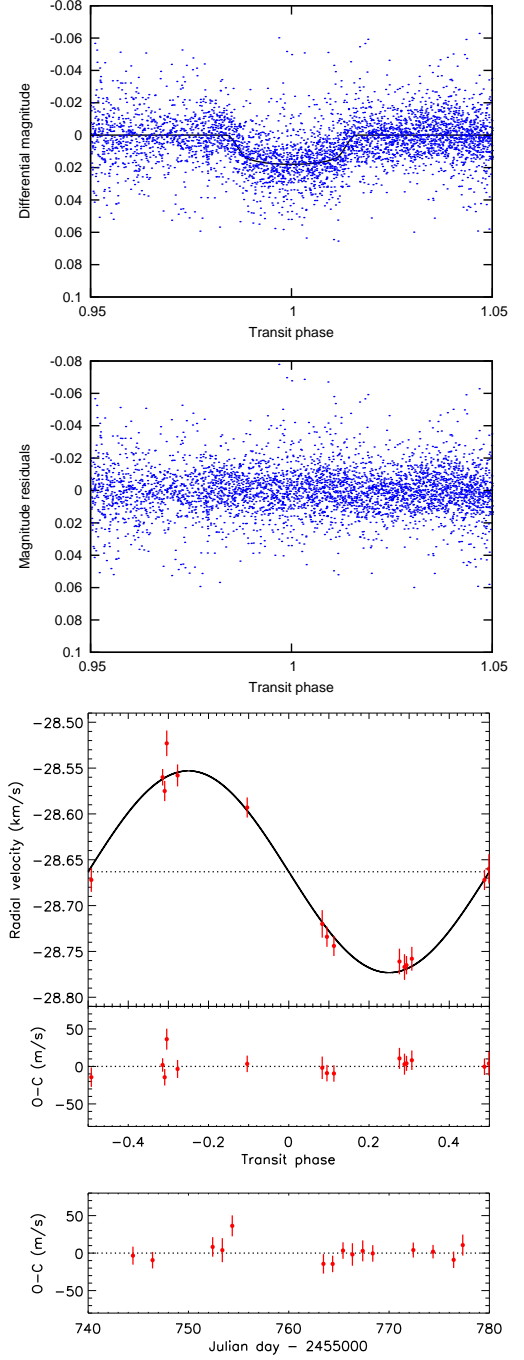 -0.08
-0.06
-0.04
-0.02
0
0.02
0.04
0.06
0.08
0.1
Differential magnitude
0.95 1 1.05
Transit phase
-0.08
-0.06
-0.04
-0.02
0
0.02
0.04
0.06
0.08
0.1
Magnitude residuals
0.95 1 1.05
Transit phase
−28.50
−28.55
−28.60
−28.65
−28.70
−28.75
−28.80
Radial velocity (km/s)
50
0
−50
O−C (m/s)
−0.4 −0.2 0 0.2 0.4
Transit phase
50
0
−50
O−C (m/s)
740 750 760 770 780
Julian day − 2455000